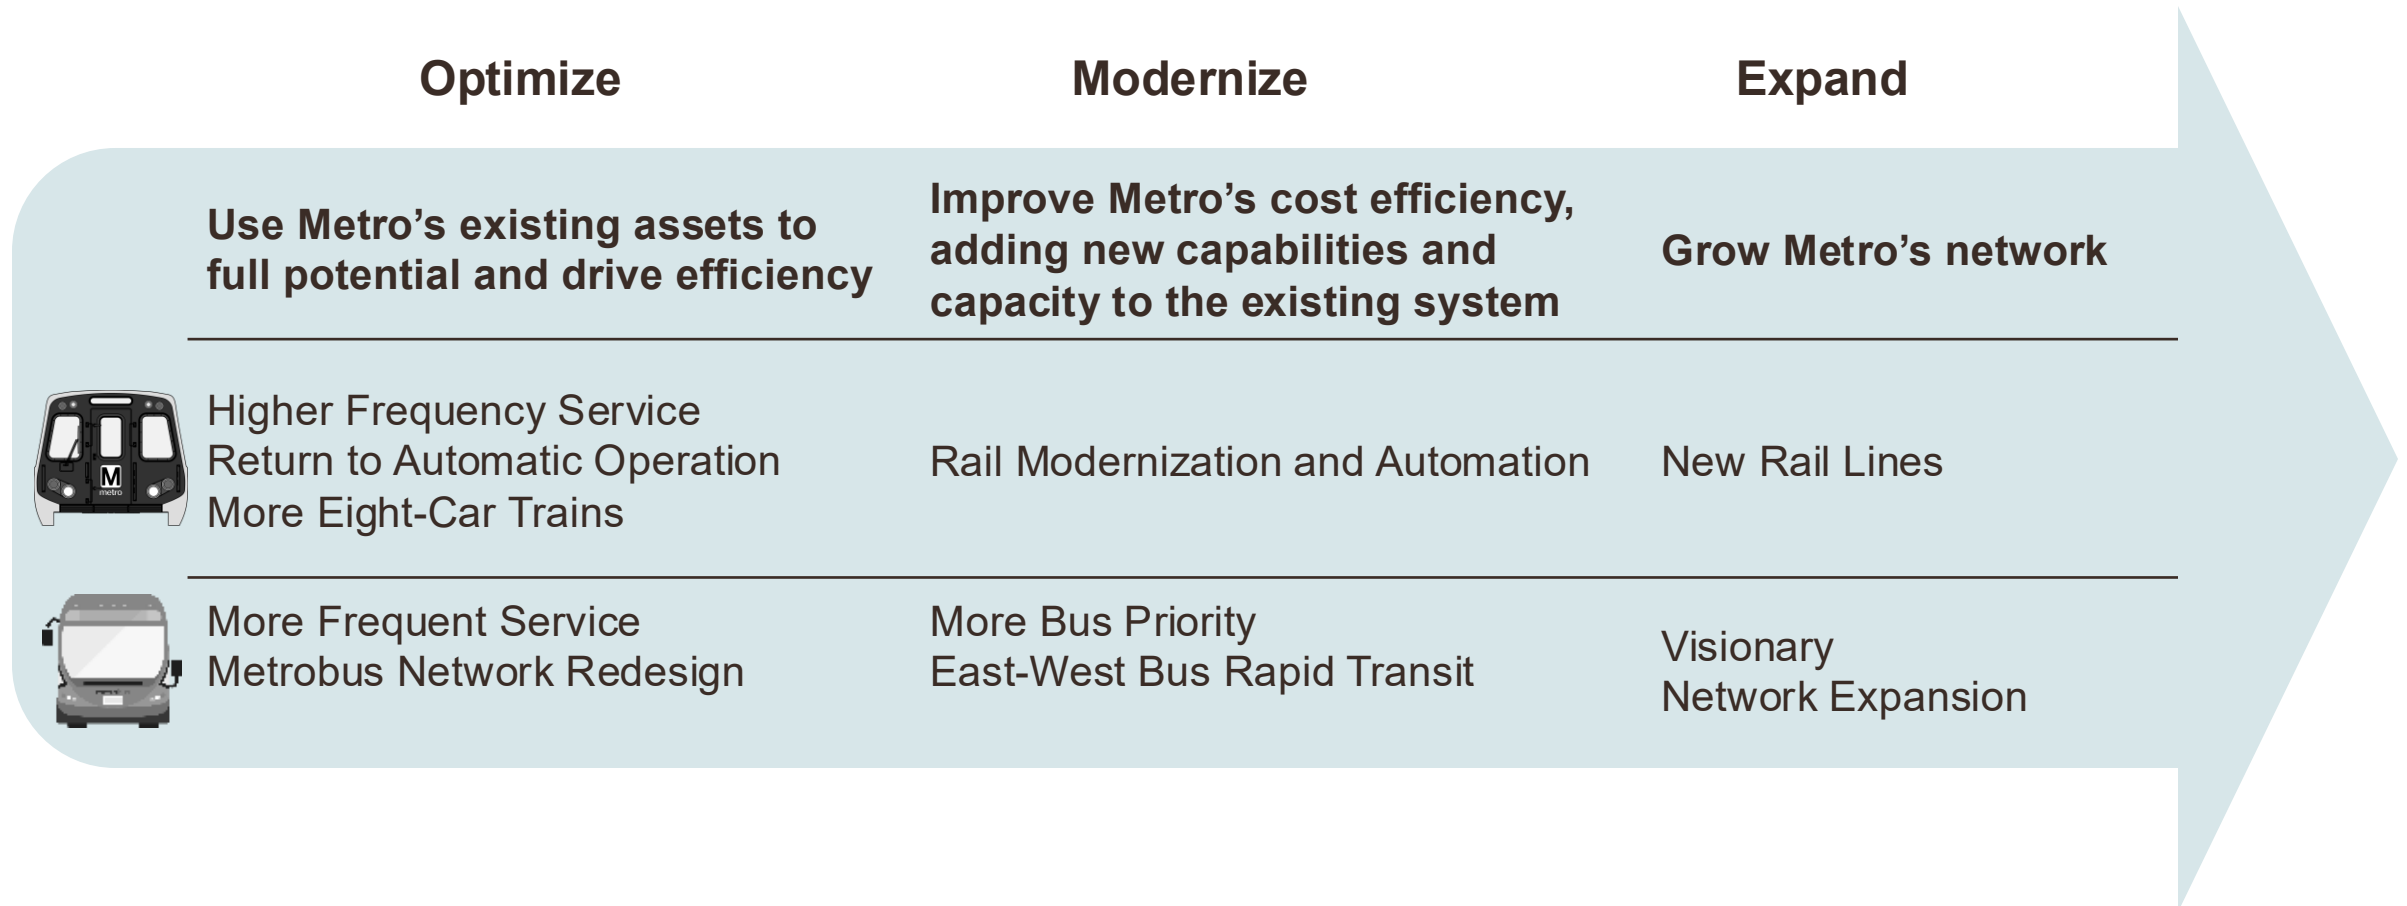 Optimize
Modernize
Expand
Use Metro’s existing assets to
full potential and drive efficiency
Improve Metro’s cost efficiency,
adding new capabilities and
capacity to the existing system
Grow Metro’s network
M
metro
Higher Frequency Service
Return to Automatic Operation
More Eight-Car Trains
Rail Modernization and Automation
New Rail Lines
More Frequent Service
Metrobus Network Redesign
More Bus Priority
East-West Bus Rapid Transit
Visionary
Network Expansion